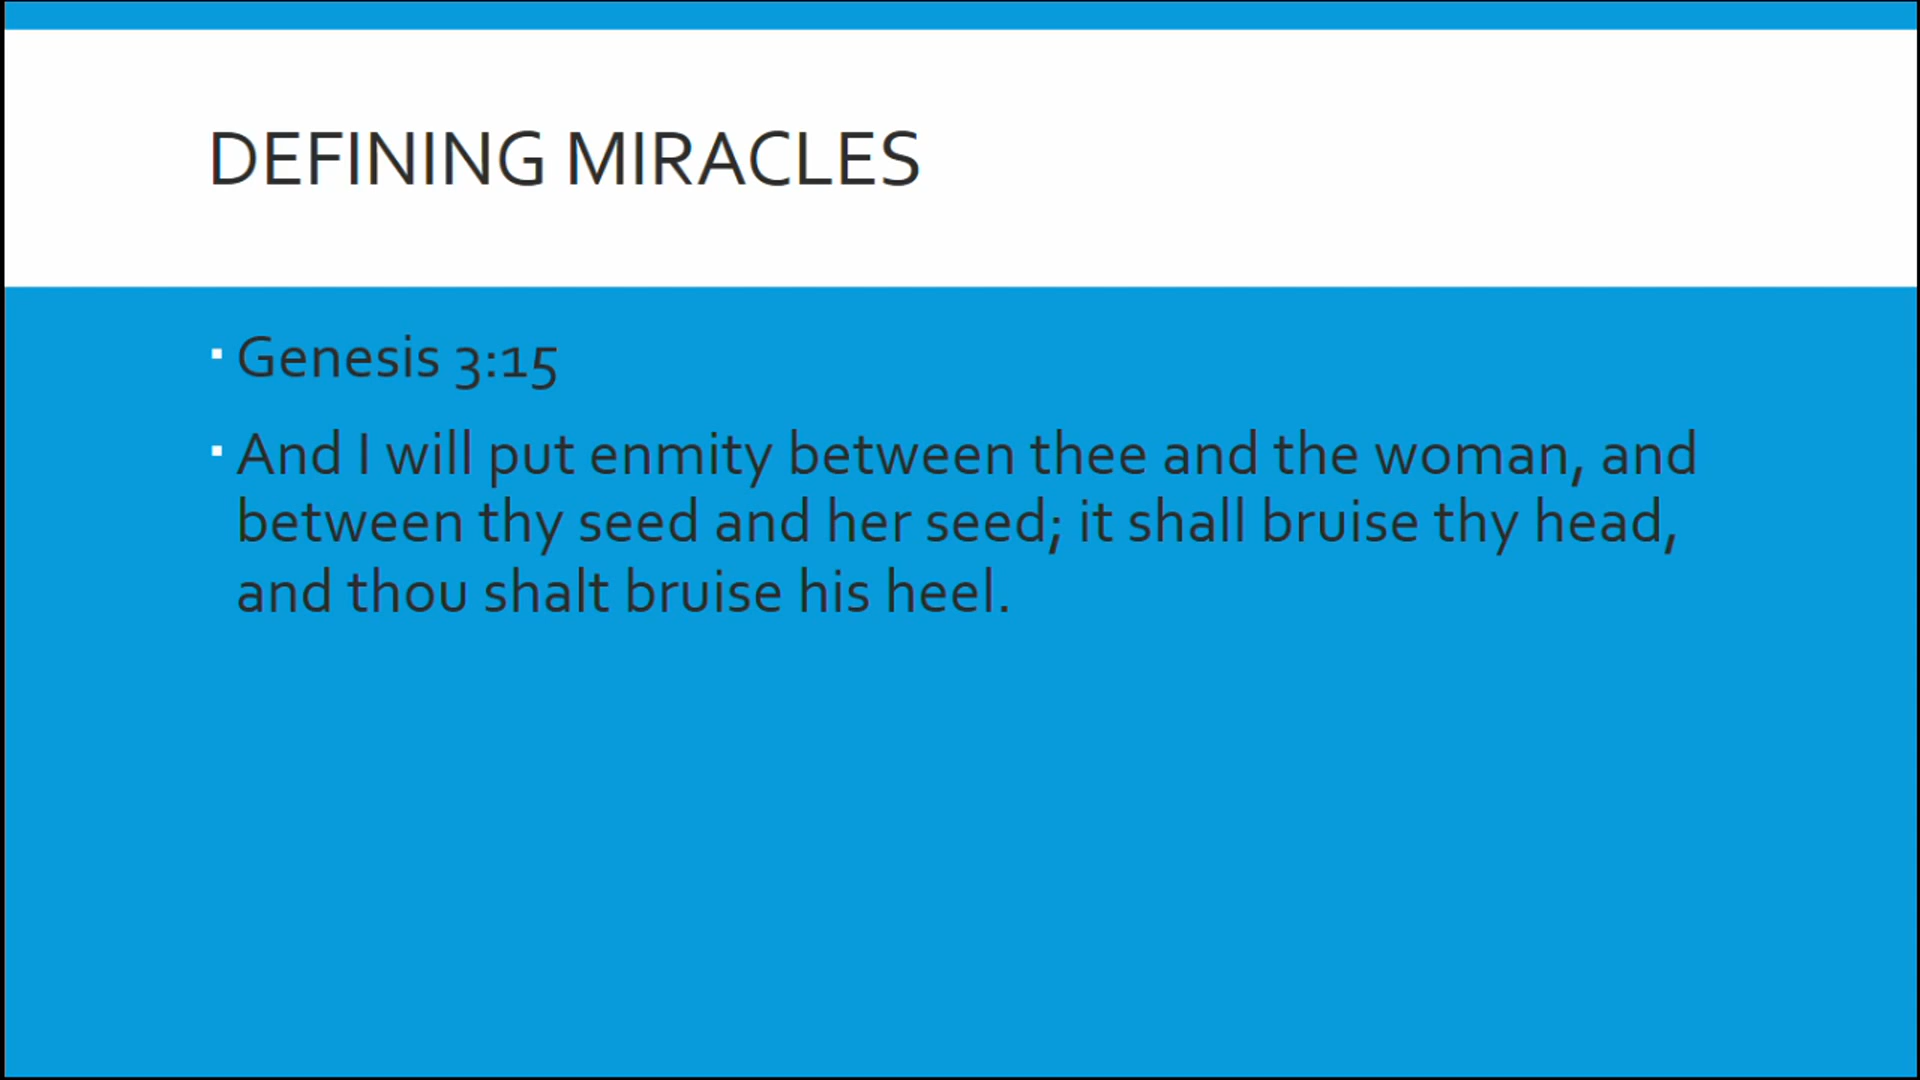 DEFINING MIRACLES
Genesis 3:15
And I will put enmity between thee and the woman, and
between thy seed and her seed; it shall bruise thy head,
and thou shalt bruise his heel.